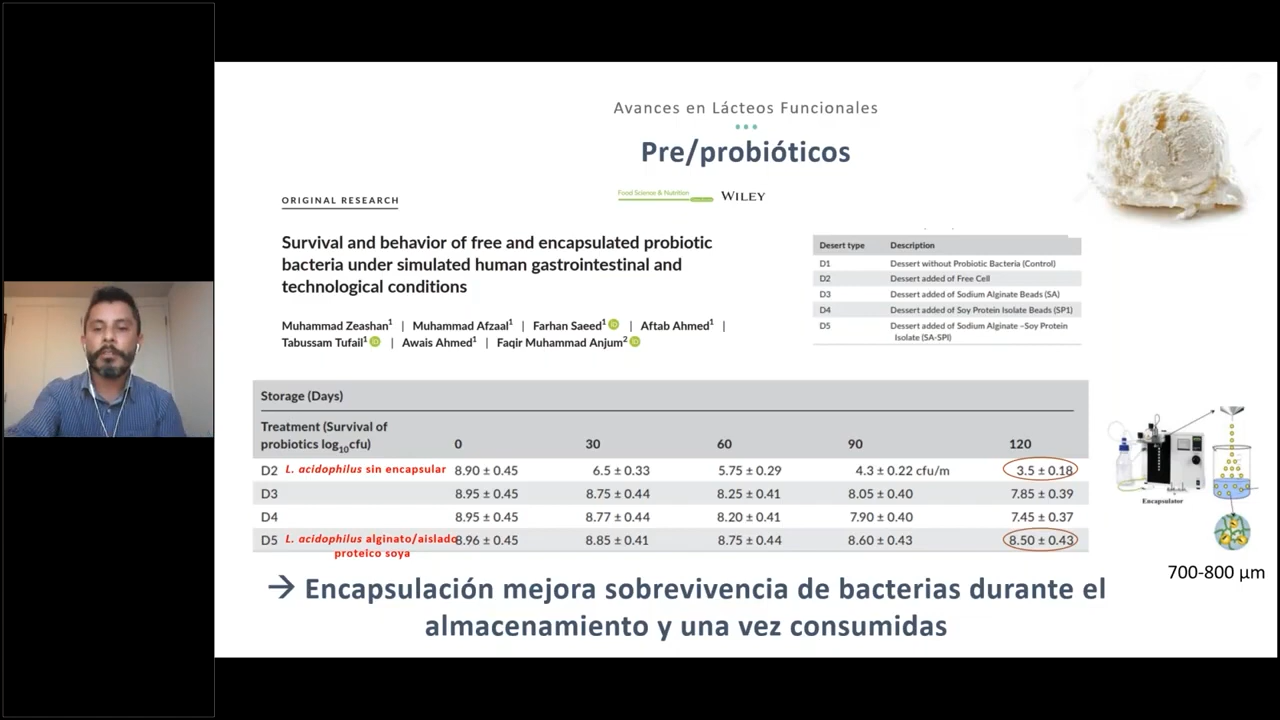 Avances en Lácteos Funcionales
Pre/probióticos
ORIGINAL RESEARCH
Food Science & Nutrition
WILEY
Survival and behavior of free and encapsulated probiotic
bacteria under simulated human gastrointestinal and
technological conditions
Muhammad Zeashan1 | Muhammad Afzaal1 | Farhan Saeed1 | Aftab Ahmed1 |
Tabussam Tufail1 | Awais Ahmed1 | Faqir Muhammad Anjum2
Desert type Description
D1 Dessert without Probiotic Bacteria (Control)
D2 Dessert added of Free Cell
D3 Dessert added of Sodium Alginate Beads (SA)
D4 Dessert added of Soy Protein Isolate Beads (SP1)
D5 Dessert added of Sodium Alginate –Soy Protein
Isolate (SA-SPI)
Storage (Days)
Treatment (Survival of
probiotics log10cfu) 0 30 60 90 120
D2 L. acidophilus sin encapsular 8.90 ± 0.45 6.5 ± 0.33 5.75 ± 0.29 4.3 ± 0.22 cfu/m 3.5 ± 0.18
D3 8.95 ± 0.45 8.75 ± 0.44 8.25 ± 0.41 8.05 ± 0.40 7.85 ± 0.39
D4 8.95 ± 0.45 8.77 ± 0.44 8.20 ± 0.41 7.90 ± 0.40 7.45 ± 0.37
D5 L. acidophilus alginato/aislado 8.96 ± 0.45 8.85 ± 0.41 8.75 ± 0.44 8.60 ± 0.43 8.50 ± 0.43
proteico soya
Encapsulator
700-800 µm
→ Encapsulación mejora sobrevivencia de bacterias durante el
almacenamiento y una vez consumidas